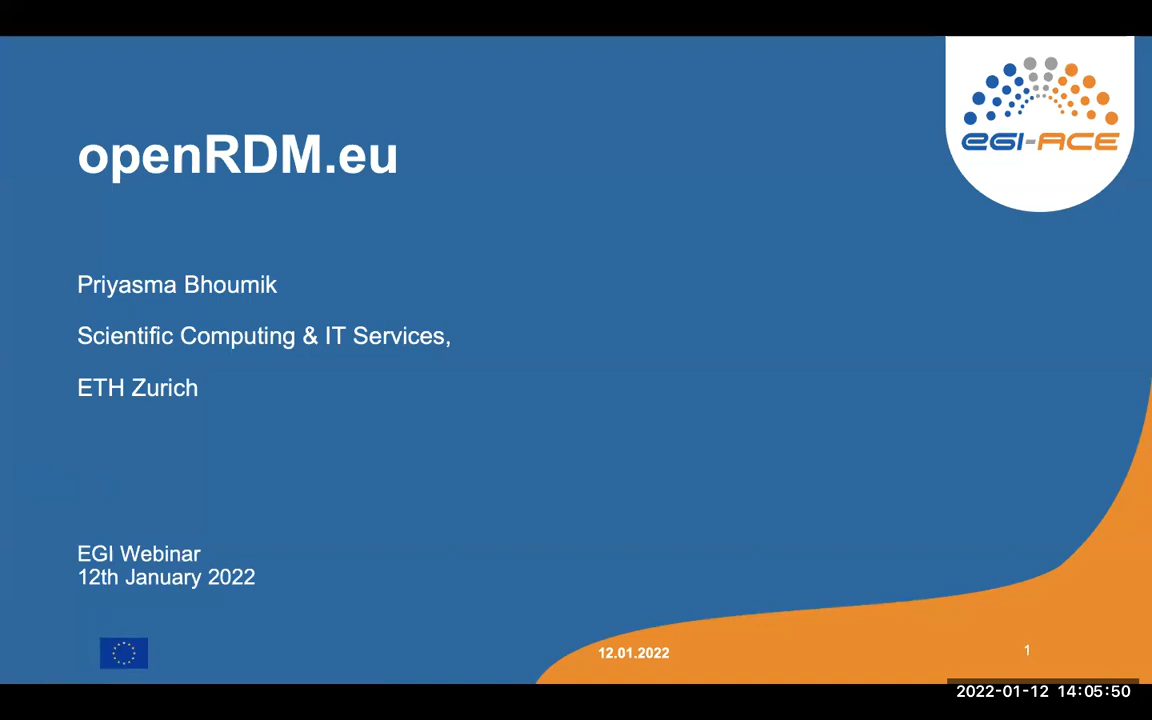 EGI-ACE
openRDM.eu
Priyasma Bhoumik
Scientific Computing & IT Services,
ETH Zurich
EGI Webinar
12th January 2022
12.01.2022
1
2022-01-12 14:05:50